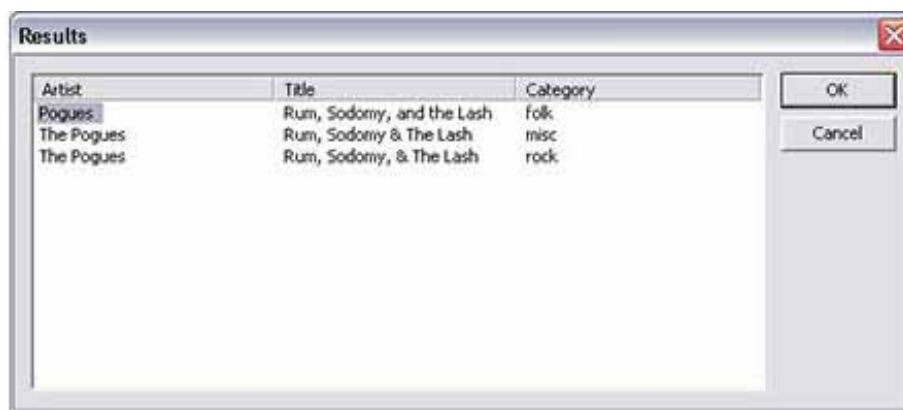 Results
Artist Title Category OK
Pogues Rum, Sodomy, and the Lash folk
The Pogues Rum, Sodomy & The Lash misc Cancel
The Pogues Rum, Sodomy, & The Lash rock